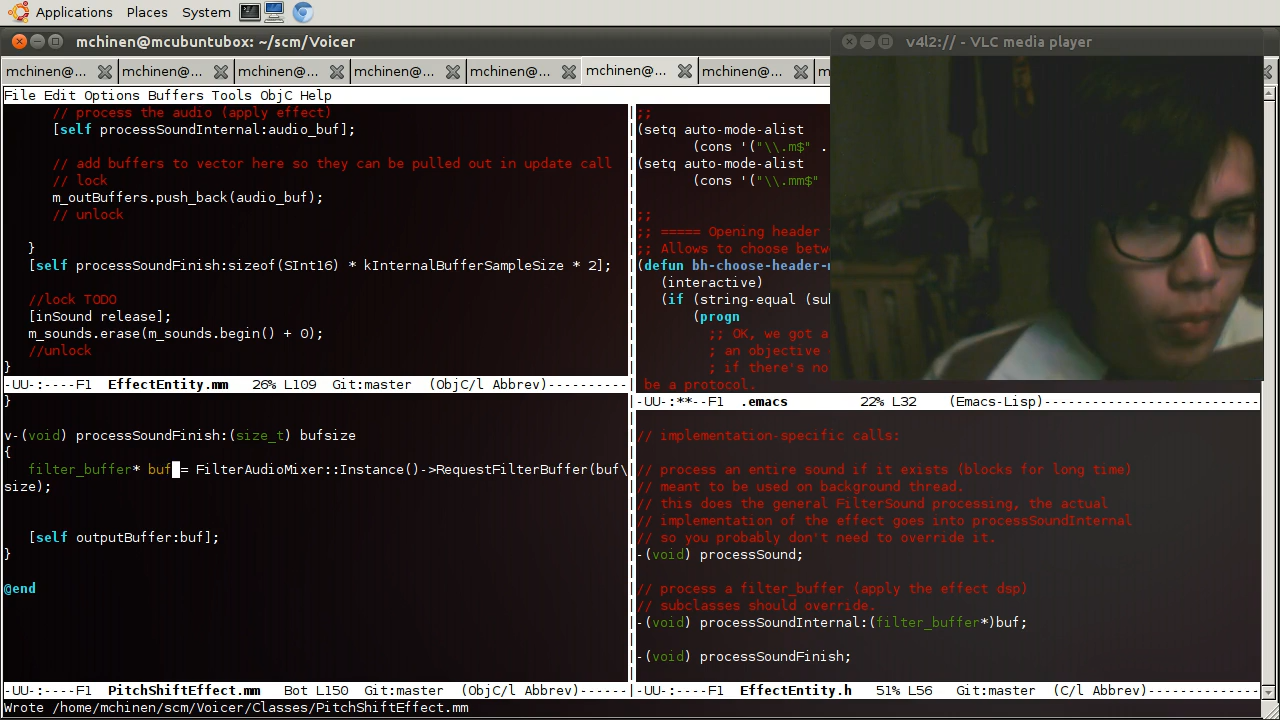 Applications Places System
mchinen@mcubuntubox: ~/scm/Voicer
v4l2:// - VLC media player
mchinen@... mchinen@... mchinen@... mchinen@... mchinen@... mchinen@... mchinen@... m
File Edit Options Buffers Tools ObjC Help
// process the audio (apply effect)
[self processSoundInternal:audio_buf];
// add buffers to vector here so they can be pulled out in update call
// lock
m_outBuffers.push_back(audio_buf);
// unlock
}
[self processSoundFinish:sizeof(SInt16) * kInternalBufferSampleSize * 2];
//lock TODO
[inSound release];
m_sounds.erase(m_sounds.begin() + 0);
//unlock
}
-UU-:----F1 EffectEntity.mm 26% L109 Git:master (ObjC/l Abbrev)----------
}
v-(void) processSoundFinish:(size_t) bufsize
{
filter_buffer* buf = FilterAudioMixer::Instance()->RequestFilterBuffer(buf\
size);
[self outputBuffer:buf];
}
@end
-UU-:----F1 PitchShiftEffect.mm Bot L150 Git:master (ObjC/l Abbrev)----------
;;
(setq auto-mode-alist
(cons '("\\.m$" .
(setq auto-mode-alist
(cons '("\\.mm$"
;;
;; ===== Opening header
;; Allows to choose betw
(defun bh-choose-header-m
(interactive)
(if (string-equal (sub
(progn
;; OK, we got a
; an objective
; if there's no
be a protocol.
-UU-:**--F1 .emacs 22% L32 (Emacs-Lisp)---------------------------
// implementation-specific calls:
// process an entire sound if it exists (blocks for long time)
// meant to be used on background thread.
// this does the general FilterSound processing, the actual
// implementation of the effect goes into processSoundInternal
// so you probably don't need to override it.
-(void) processSound;
// process a filter_buffer (apply the effect dsp)
// subclasses should override.
-(void) processSoundInternal:(filter_buffer*)buf;
-(void) processSoundFinish;
-UU-:----F1 EffectEntity.h 51% L56 Git:master (C/l Abbrev)--------------
Wrote /home/mchinen/scm/Voicer/Classes/PitchShiftEffect.mm